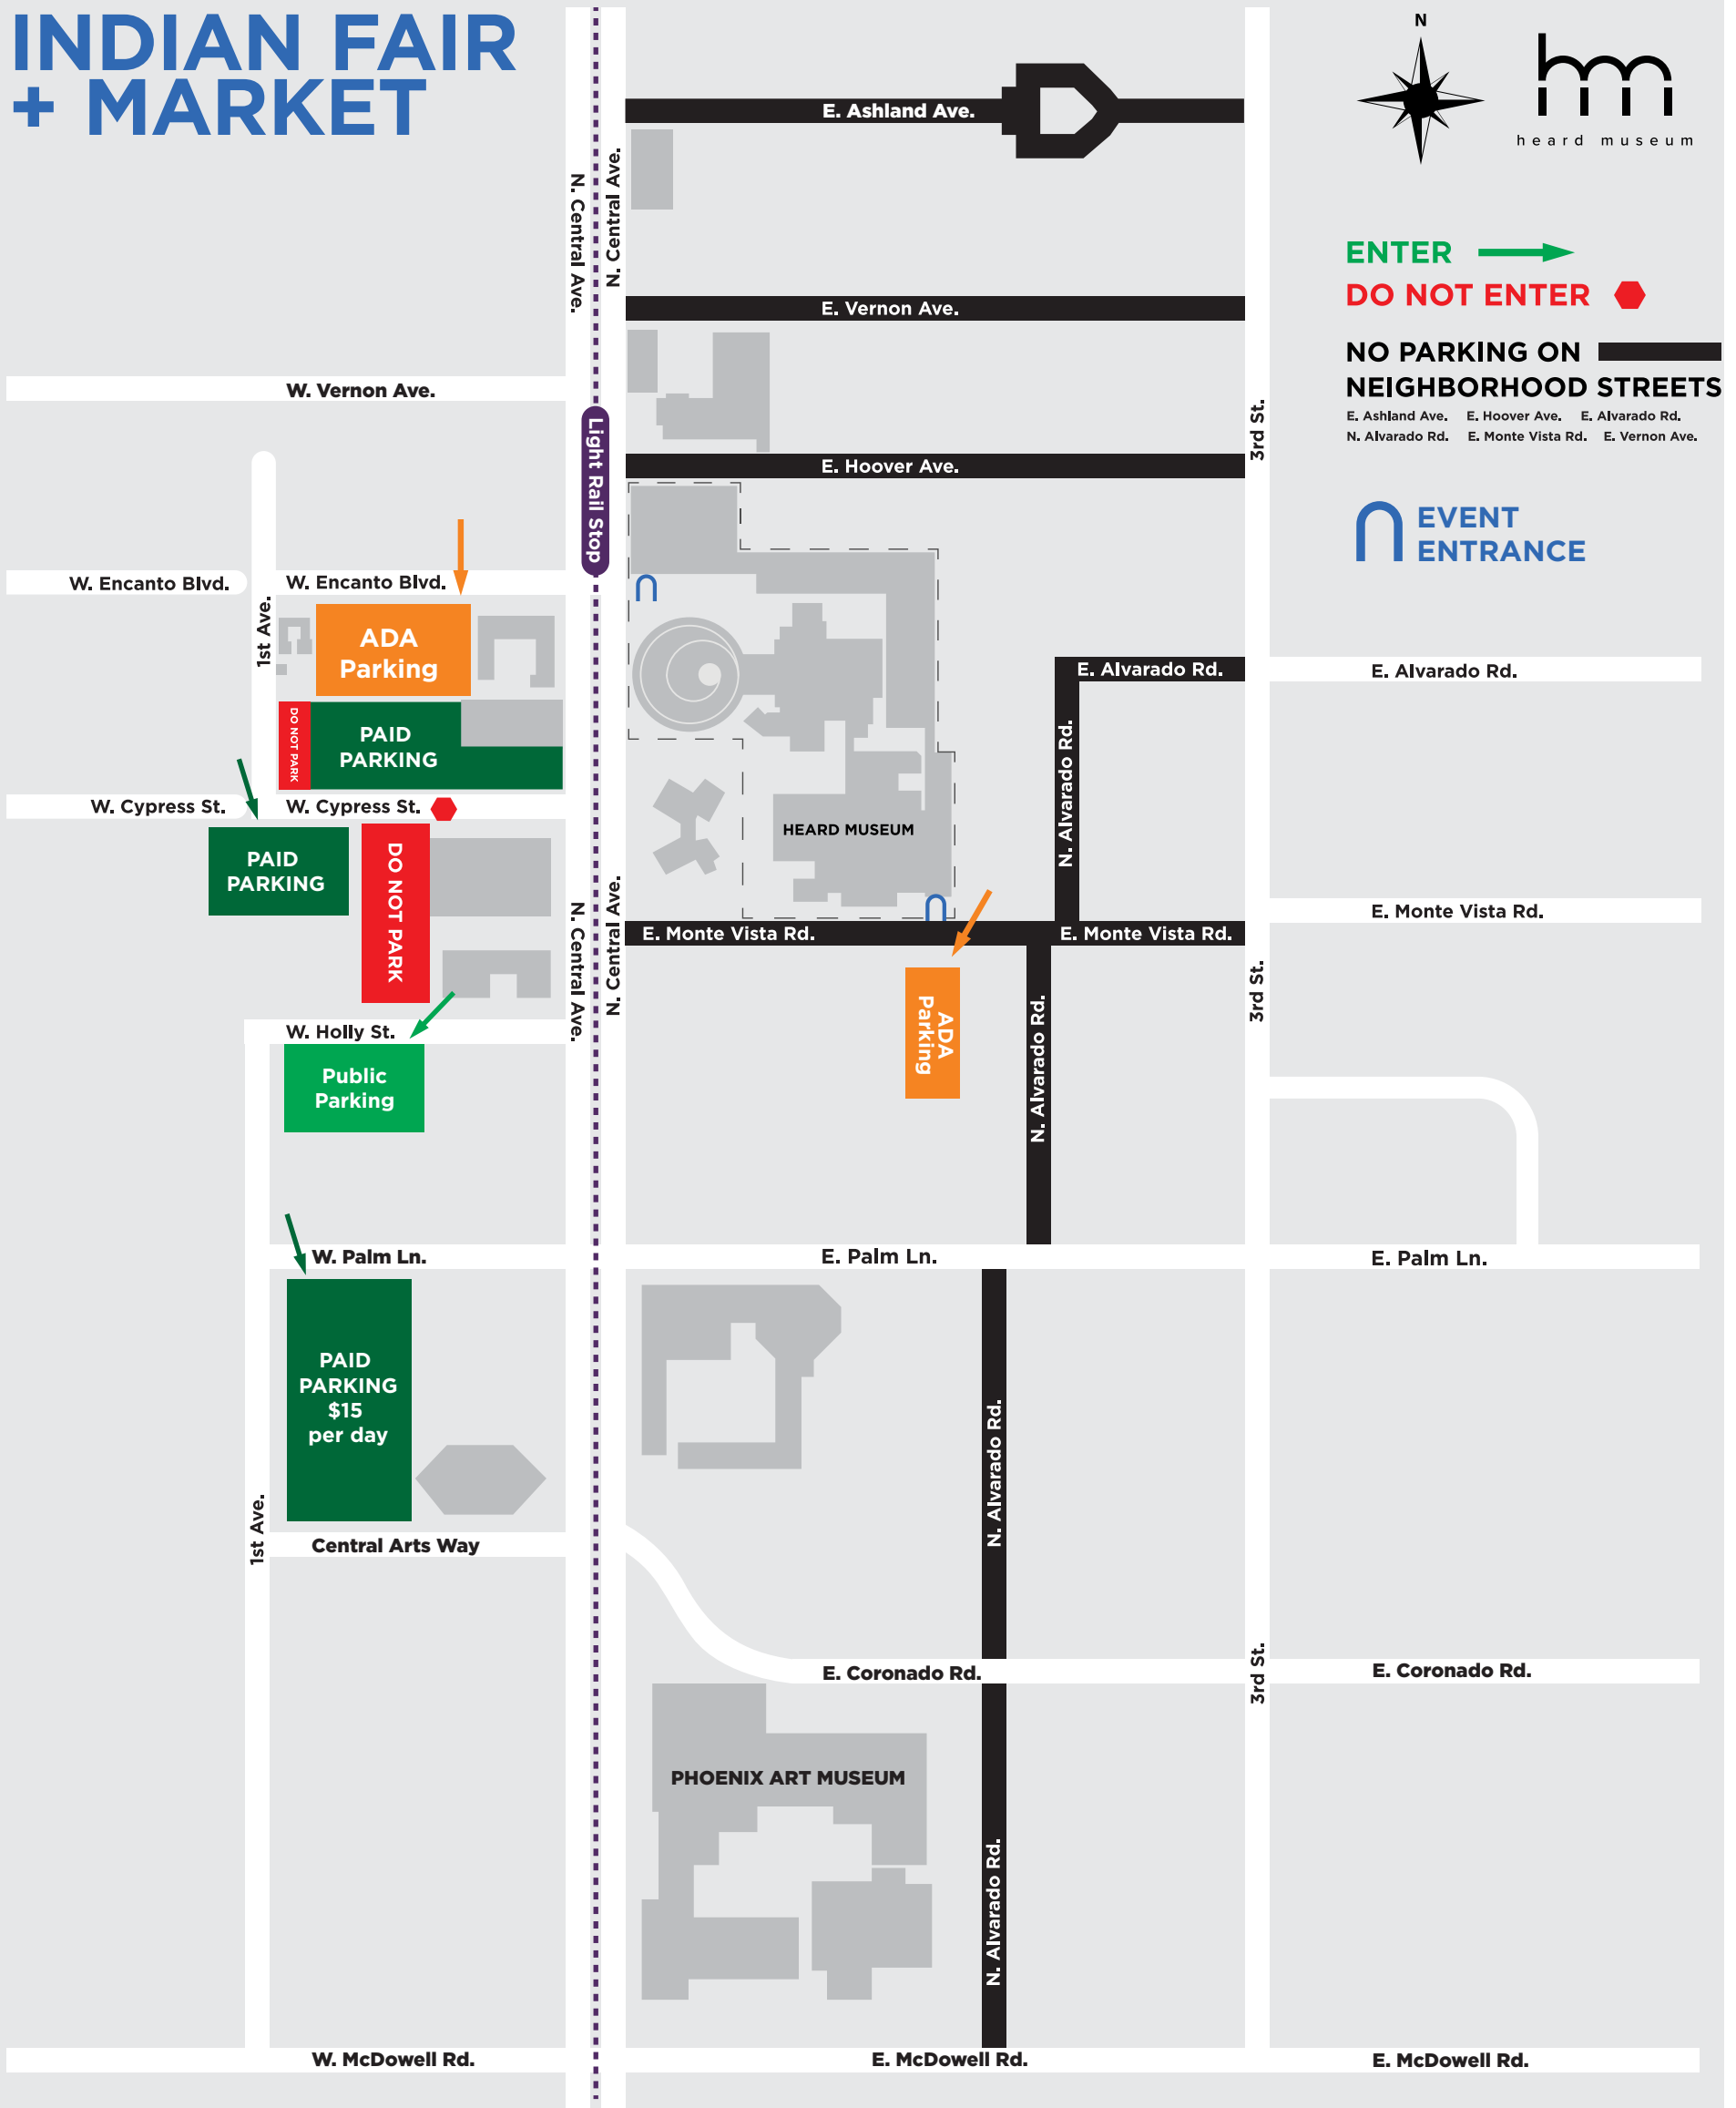 INDIAN FAIR
+ MARKET
N
heard museum
ENTER
DO NOT ENTER
NO PARKING ON
NEIGHBORHOOD STREETS
E. Ashland Ave. E. Hoover Ave. E. Alvarado Rd.
N. Alvarado Rd. E. Monte Vista Rd. E. Vernon Ave.
EVENT
ENTRANCE
E. Ashland Ave.
N. Central Ave.
N. Central Ave.
E. Vernon Ave.
W. Vernon Ave.
3rd St.
Light Rail Stop
E. Hoover Ave.
W. Encanto Blvd.
W. Encanto Blvd.
1st Ave.
ADA
Parking
E. Alvarado Rd.
E. Alvarado Rd.
DO NOT PARK
PAID
PARKING
N. Alvarado Rd.
W. Cypress St.
W. Cypress St.
HEARD MUSEUM
PAID
PARKING
DO NOT PARK
N. Central Ave.
N. Central Ave.
E. Monte Vista Rd.
E. Monte Vista Rd.
E. Monte Vista Rd.
3rd St.
W. Holly St.
ADA
Parking
N. Alvarado Rd.
Public
Parking
W. Palm Ln.
E. Palm Ln.
E. Palm Ln.
PAID
PARKING
$15
per day
N. Alvarado Rd.
1st Ave.
Central Arts Way
E. Coronado Rd.
3rd St.
E. Coronado Rd.
PHOENIX ART MUSEUM
N. Alvarado Rd.
W. McDowell Rd.
E. McDowell Rd.
E. McDowell Rd.